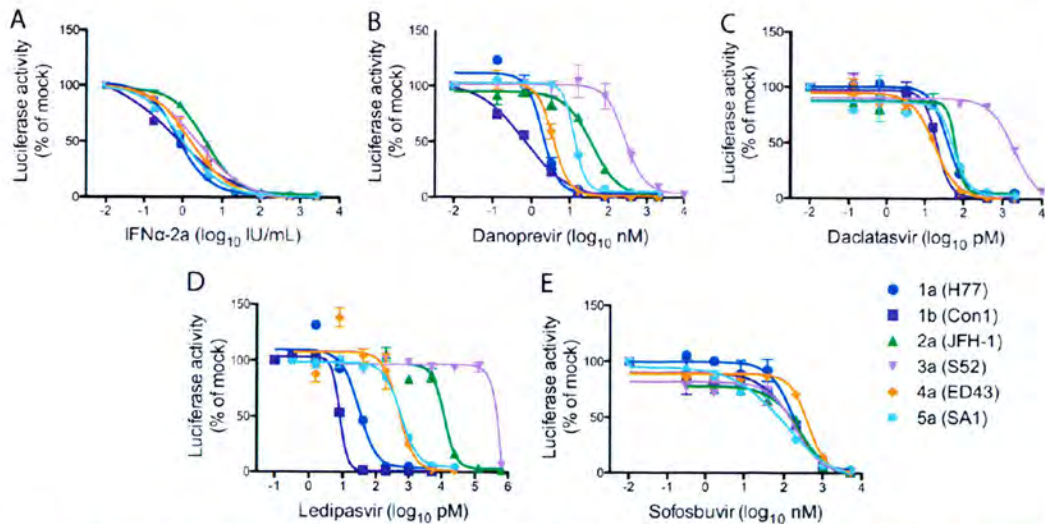 A
Luciferase activity
(% of mock)
150
100
50
0
-2 -1 0 1 2 3 4
IFNα-2a (log10 IU/mL)
B
Luciferase activity
(% of mock)
150
100
50
0
-2 -1 0 1 2 3 4
Danoprevir (log10 nM)
C
Luciferase activity
(% of mock)
150
100
50
0
-2 -1 0 1 2 3 4
Daclatasvir (log10 pM)
D
Luciferase activity
(% of mock)
150
100
50
0
-1 0 1 2 3 4 5 6
Ledipasvir (log10 pM)
E
Luciferase activity
(% of mock)
150
100
50
0
-2 -1 0 1 2 3 4
Sofosbuvir (log10 nM)
1a (H77)
1b (Con1)
2a (JFH-1)
3a (S52)
4a (ED43)
5a (SA1)